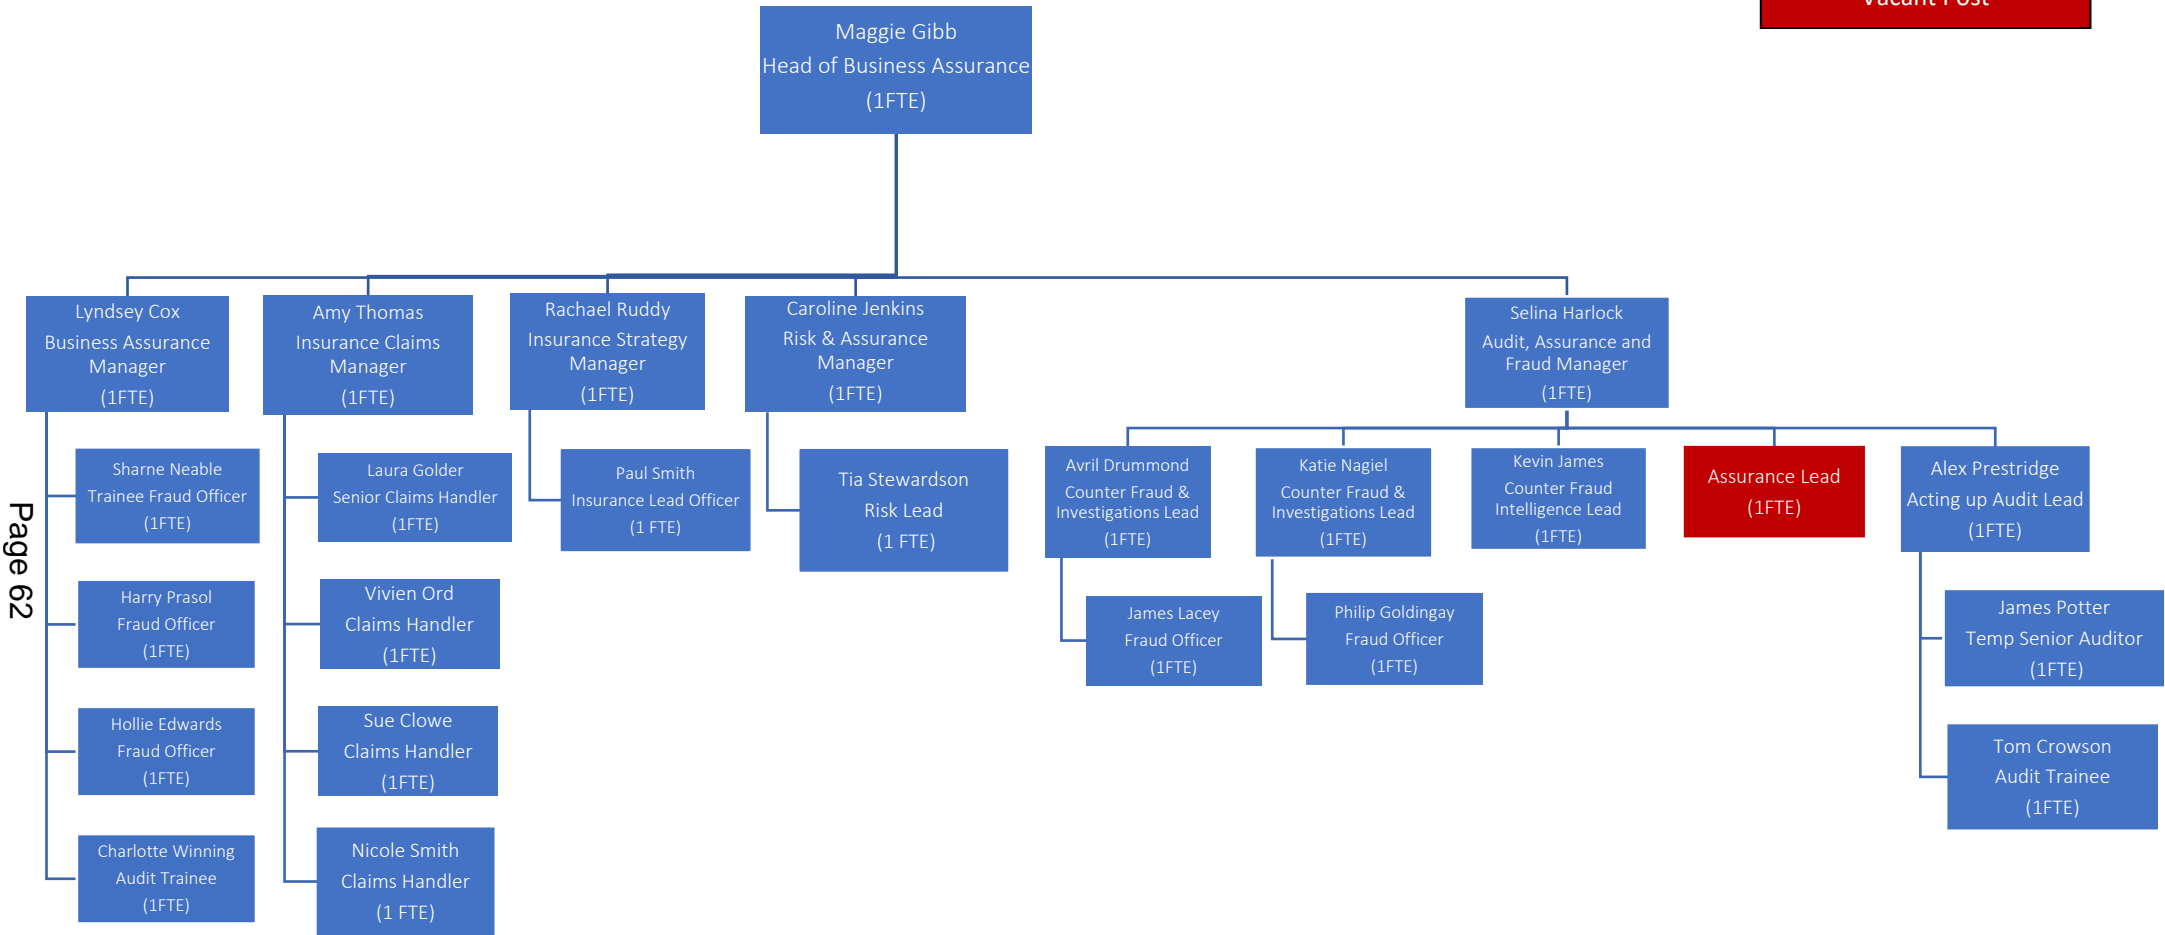 Vacant Post
Maggie Gibb
Head of Business Assurance
(1FTE)
Lyndsey Cox
Business Assurance
Manager
(1FTE)
Amy Thomas
Insurance Claims
Manager
(1FTE)
Rachael Ruddy
Insurance Strategy
Manager
(1FTE)
Caroline Jenkins
Risk & Assurance
Manager
(1FTE)
Selina Harlock
Audit, Assurance and
Fraud Manager
(1FTE)
Sharne Neable
Trainee Fraud Officer
(1FTE)
Harry Prasol
Fraud Officer
(1FTE)
Hollie Edwards
Fraud Officer
(1FTE)
Charlotte Winning
Audit Trainee
(1FTE)
Laura Golder
Senior Claims Handler
(1FTE)
Vivien Ord
Claims Handler
(1FTE)
Sue Clowe
Claims Handler
(1FTE)
Nicole Smith
Claims Handler
(1 FTE)
Paul Smith
Insurance Lead Officer
(1 FTE)
Tia Stewardson
Risk Lead
(1 FTE)
Avril Drummond
Counter Fraud &
Investigations Lead
(1FTE)
James Lacey
Fraud Officer
(1FTE)
Katie Nagiel
Counter Fraud &
Investigations Lead
(1FTE)
Philip Goldingay
Fraud Officer
(1FTE)
Kevin James
Counter Fraud
Intelligence Lead
(1FTE)
Assurance Lead
(1FTE)
Alex Prestridge
Acting up Audit Lead
(1FTE)
James Potter
Temp Senior Auditor
(1FTE)
Tom Crowson
Audit Trainee
(1FTE)
Page 62